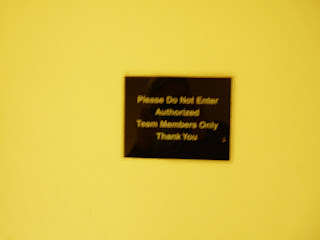 Please Do Not Enter
Authorized
Team Members Only
Thank You